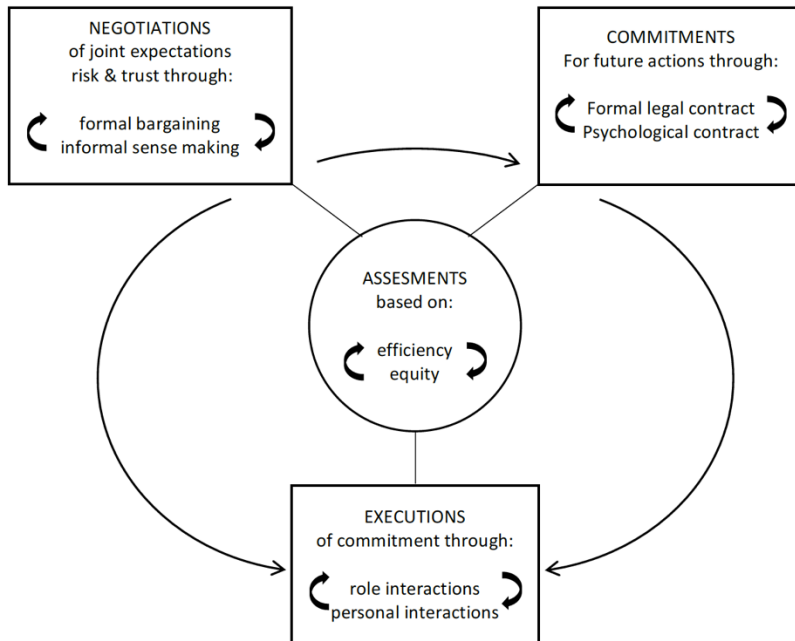 NEGOTIATIONS
of joint expectations
risk & trust through:
formal bargaining
informal sense making
COMMITMENTS
For future actions through:
Formal legal contract
Psychological contract
ASSESMENTS
based on:
efficiency
equity
EXECUTIONS
of commitment through:
role interactions
personal interactions